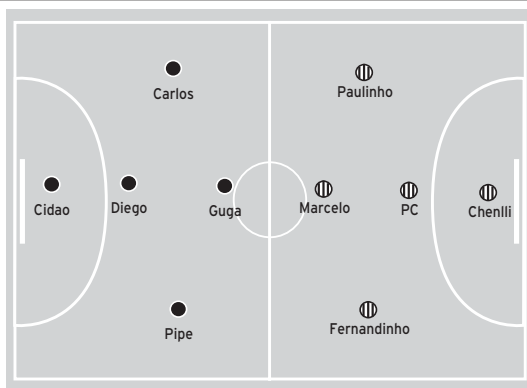 Carlos
Paulinho
Cidao
Diego
Guga
Marcelo
PC
Chenlli
Pipe
Fernandinho